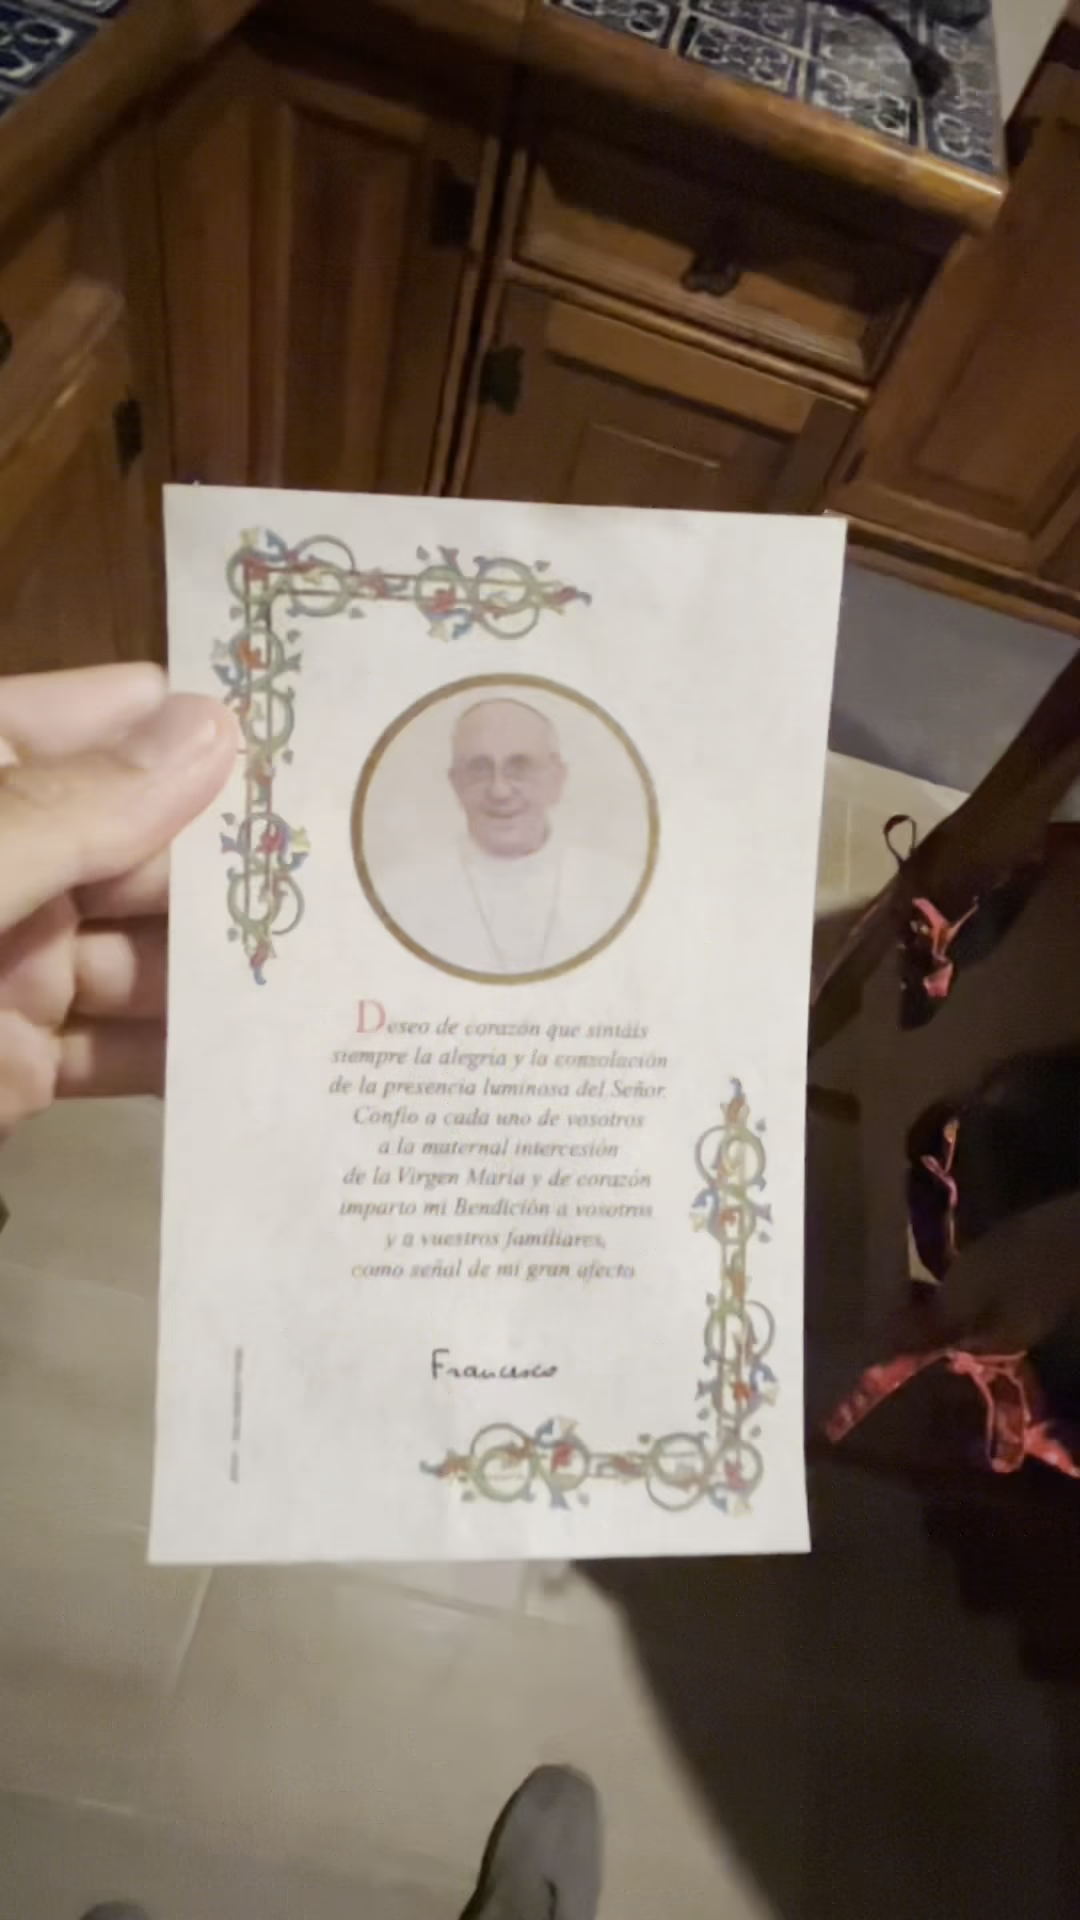 Deseo de corazón que sintáis
siempre la alegría y la consolación
de la presencia luminosa del Señor.
Confío a cada uno de vosotros
a la maternal intercesión
de la Virgen María y de corazón
imparto mi Bendición a vosotros
y a vuestros familiares,
como señal de mi gran afecto
Francesco